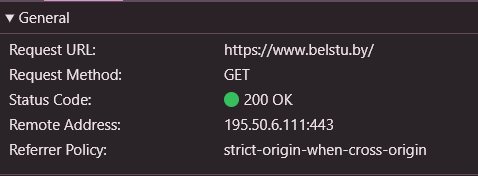 General
Request URL: https://www.belstu.by/
Request Method: GET
Status Code: 200 OK
Remote Address: 195.50.6.111:443
Referrer Policy: strict-origin-when-cross-origin